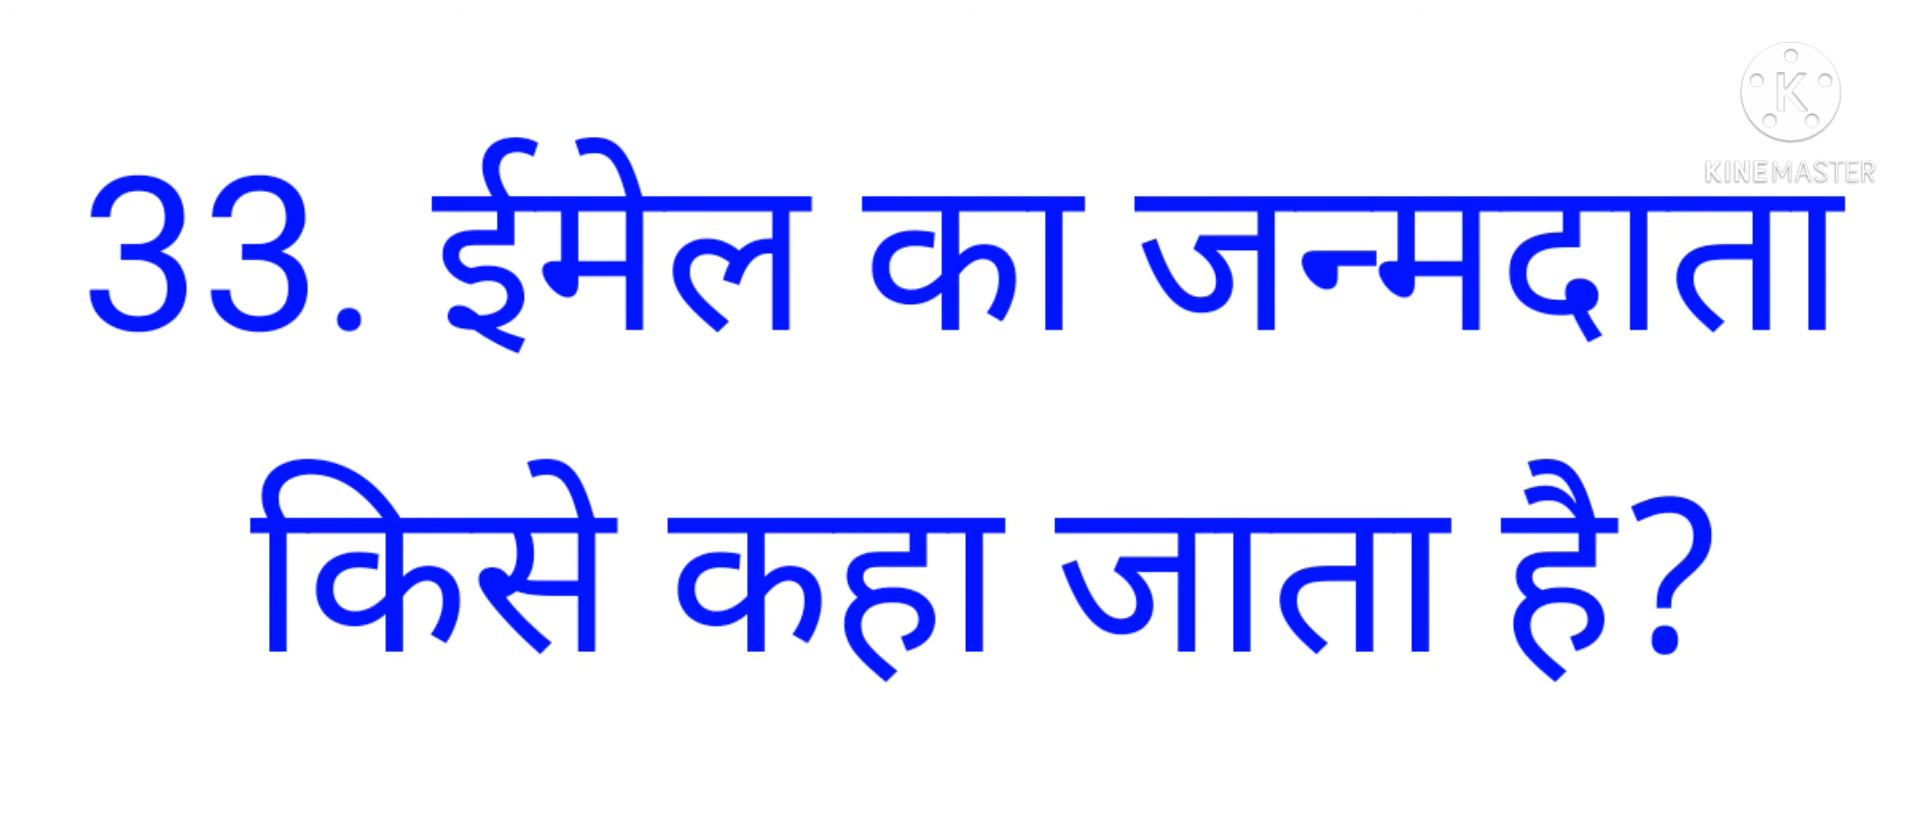 KINEMASTER
33. ईमेल का जन्मदाता
किसे कहा जाता है?